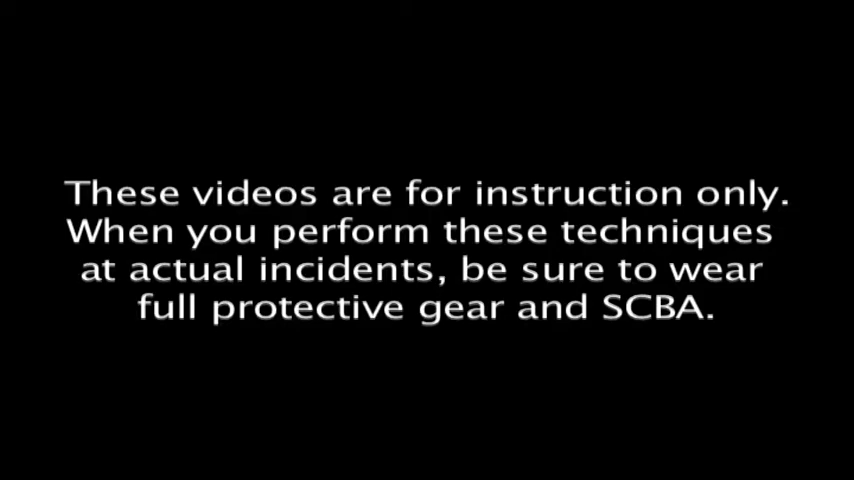 These videos are for instruction only.
When you perform these techniques
at actual incidents, be sure to wear
full protective gear and SCBA.